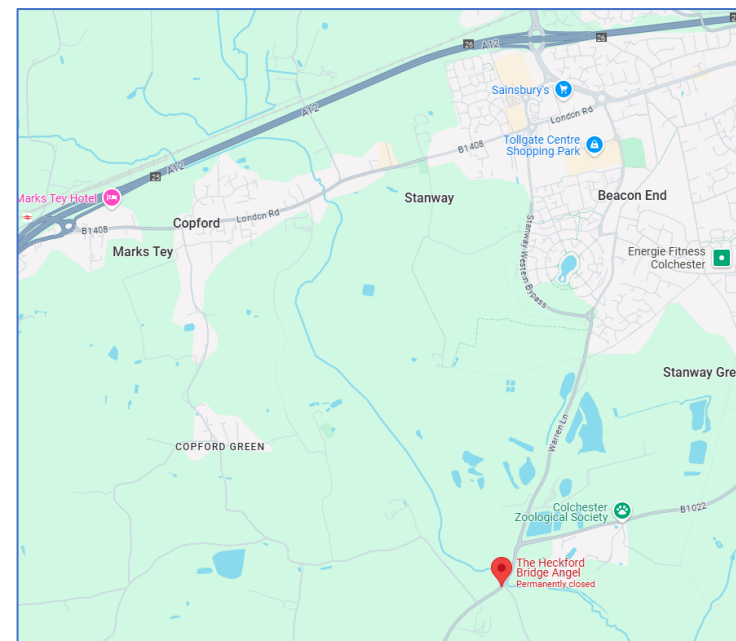 26
A12
26
Sainsbury's
London Rd
A12
B1408
Tollgate Centre
Shopping Park
25
A12
Marks Tey Hotel
Stanway
Beacon End
Copford
London Rd
B1408
Marks Tey
Stanway Western Bypass
Energie Fitness
Colchester
Stanway Gre
Warren Ln
COPFORD GREEN
Colchester
Zoological Society
B1022
The Heckford
Bridge Angel
Permanently closed